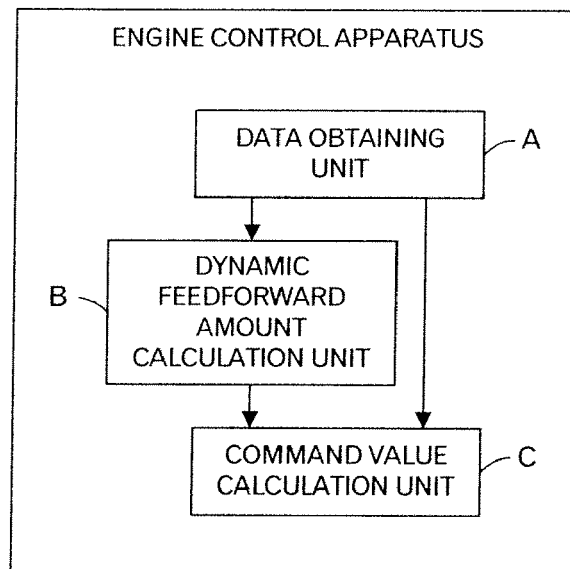 ENGINE CONTROL APPARATUS
DATA OBTAINING
UNIT
A
DYNAMIC
FEEDFORWARD
AMOUNT
CALCULATION UNIT
B
COMMAND VALUE
CALCULATION UNIT
C